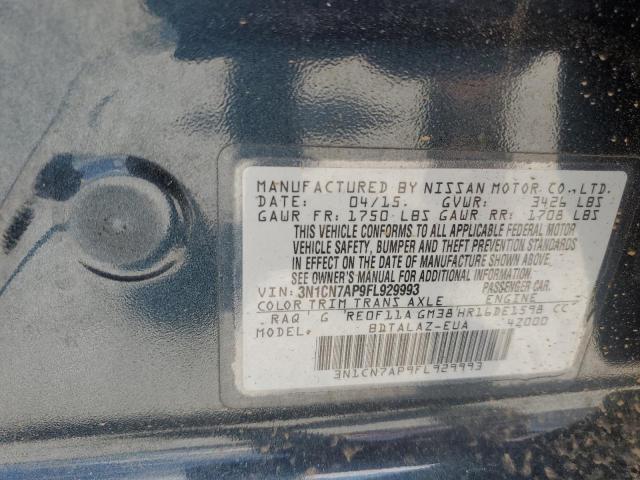 MANUFACTURED BY NISSAN MOTOR CO.,LTD.
DATE: 04/15. GVWR: 3426 LBS
GAWR FR: 1750 LBS GAWR RR: 1708 LBS
THIS VEHICLE CONFORMS TO ALL APPLICABLE FEDERAL MOTOR
VEHICLE SAFETY, BUMPER AND THEFT PREVENTION STANDARDS
IN EFFECT ON THE DATE OF MANUFACTURE SHOWN ABOVE.
SEE OWNER'S MANUAL FOR ADDITIONAL INFORMATION.
VIN: 3N1CN7AP9FL929993 PASSENGER CAR.
COLOR TRIM TRANS AXLE ENGINE
RAQ G RE0F11A GM38 HR16DE1598 CC
MODEL: BDTALAZ-EUA 42000
3N1CN7AP9FL929993